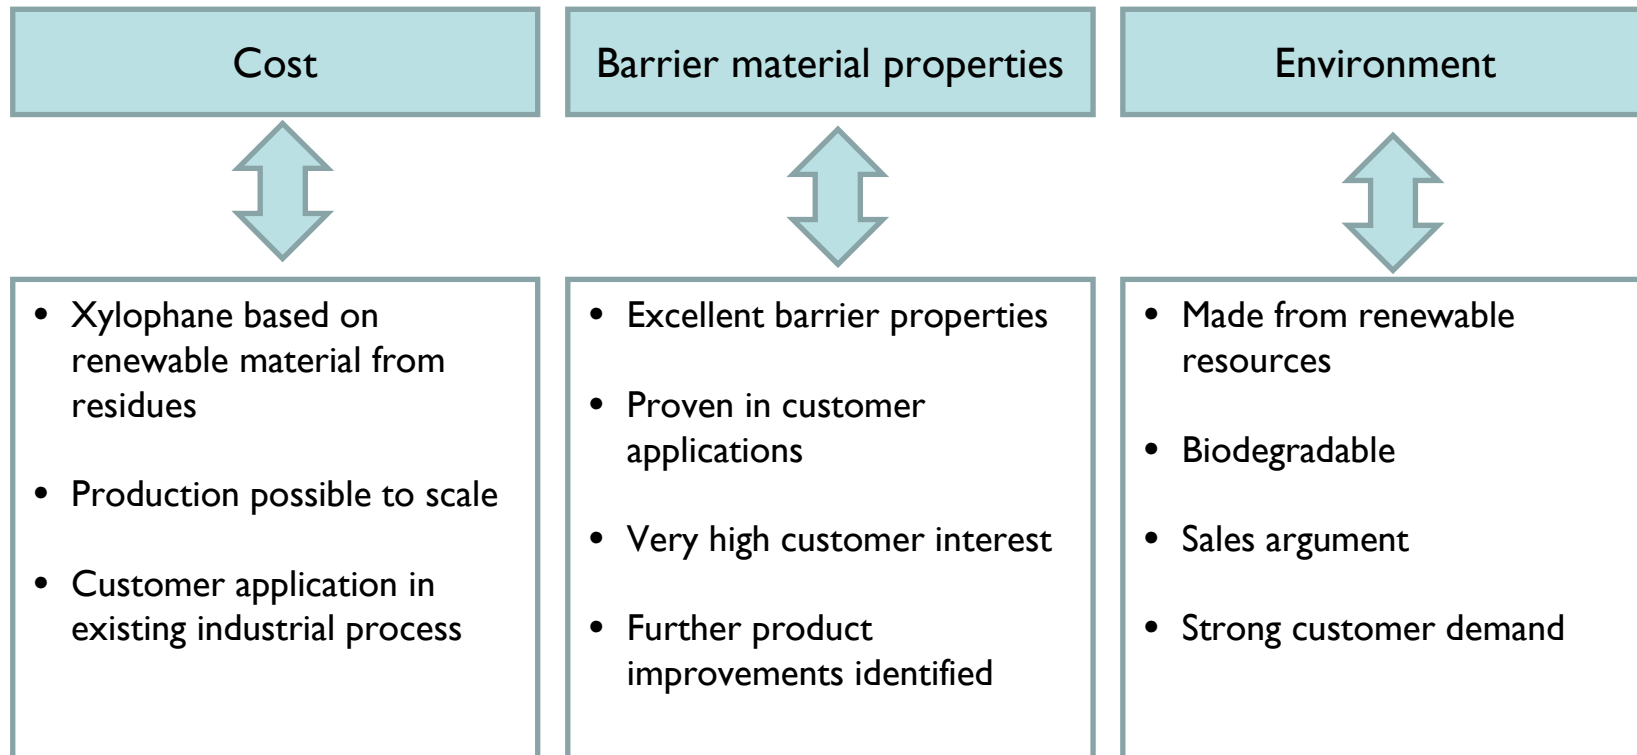 Cost
Barrier material properties
Environment
• Xylophane based on
renewable material from
residues
• Production possible to scale
• Customer application in
existing industrial process
• Excellent barrier properties
• Proven in customer
applications
• Very high customer interest
• Further product
improvements identified
• Made from renewable
resources
• Biodegradable
• Sales argument
• Strong customer demand